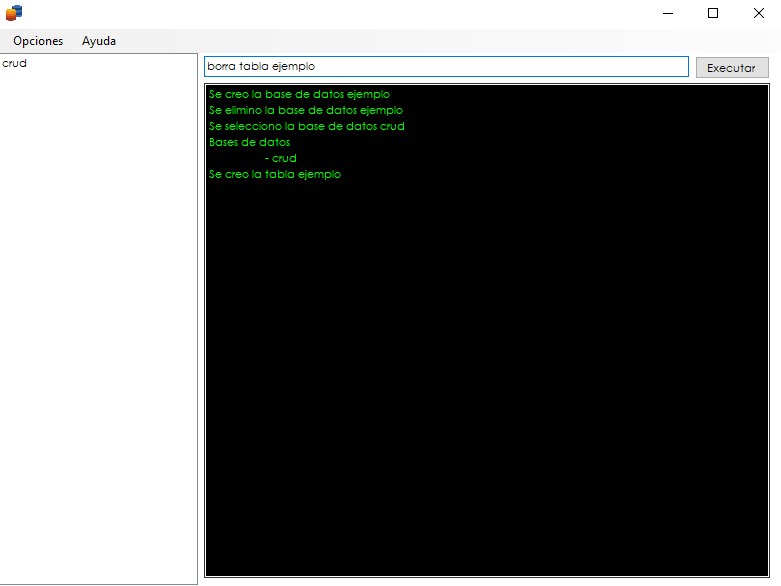 Opciones Ayuda
crud
borra tabla ejemplo
Executar
Se creo la base de datos ejemplo
Se elimino la base de datos ejemplo
Se selecciono la base de datos crud
Bases de datos
- crud
Se creo la tabla ejemplo